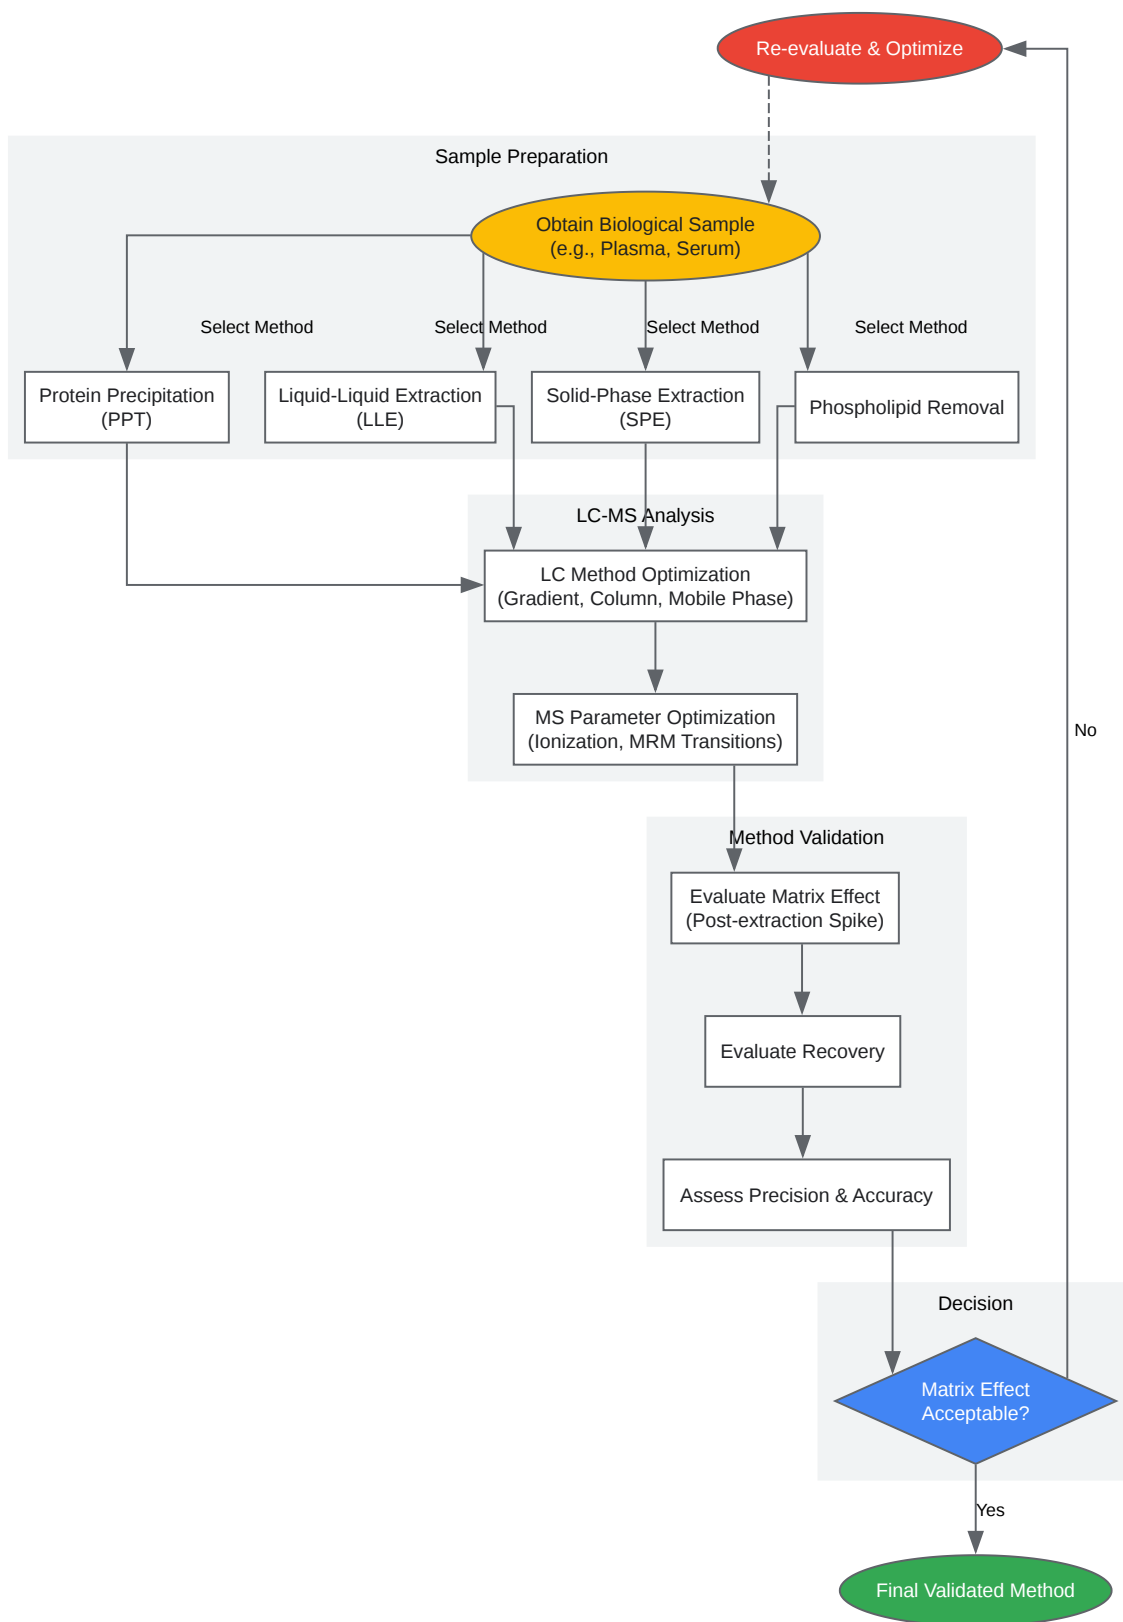 Re-evaluate & Optimize
Sample Preparation
Obtain Biological Sample
(e.g., Plasma, Serum)
Select Method
Select Method
Select Method
Select Method
Protein Precipitation
(PPT)
Liquid-Liquid Extraction
(LLE)
Solid-Phase Extraction
(SPE)
Phospholipid Removal
LC-MS Analysis
LC Method Optimization
(Gradient, Column, Mobile Phase)
MS Parameter Optimization
(Ionization, MRM Transitions)
No
Method Validation
Evaluate Matrix Effect
(Post-extraction Spike)
Evaluate Recovery
Assess Precision & Accuracy
Decision
Matrix Effect
Acceptable?
Yes
Final Validated Method